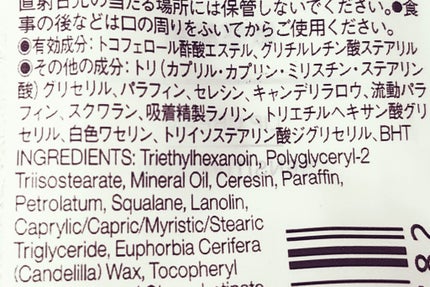 直射日光の当たる場所には保管しないでください。●食
事の後などは口の周りをふいてからご使用ください。
◉有効成分：トコフェロール酢酸エステル、グリチルレチン酸ステアリル
◉その他の成分：トリ(カプリル・カプリン・ミリスチン・ステアリン
酸)グリセリル、パラフィン、セレシン、キャンデリラロウ、流動パラ
フィン、スクワラン、吸着精製ラノリン、トリエチルヘキサン酸グリ
セリル、白色ワセリン、トリイソステアリン酸ジグリセリル、BHT
INGREDIENTS: Triethylhexanoin, Polyglyceryl-2
Triisostearate, Mineral Oil, Ceresin, Paraffin,
Petrolatum, Squalane, Lanolin,
Caprylic/Capric/Myristic/Stearic
Triglyceride, Euphorbia Cerifera
(Candelilla) Wax, Tocopheryl
82